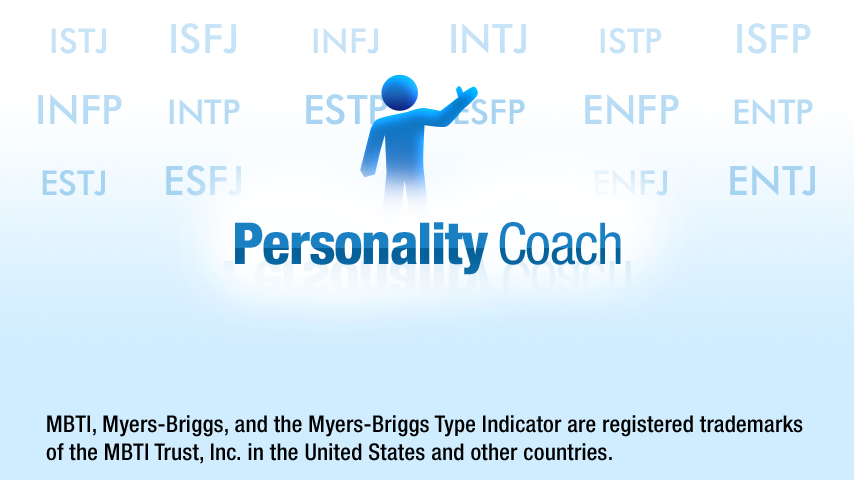 ISTJ ISFJ INFJ INTJ ISTP ISFP
INFP INTP ESTP ESFP ENFP ENTP
ESTJ ESFJ ENFJ ENTJ
Personality Coach
MBTI, Myers-Briggs, and the Myers-Briggs Type Indicator are registered trademarks
of the MBTI Trust, Inc. in the United States and other countries.